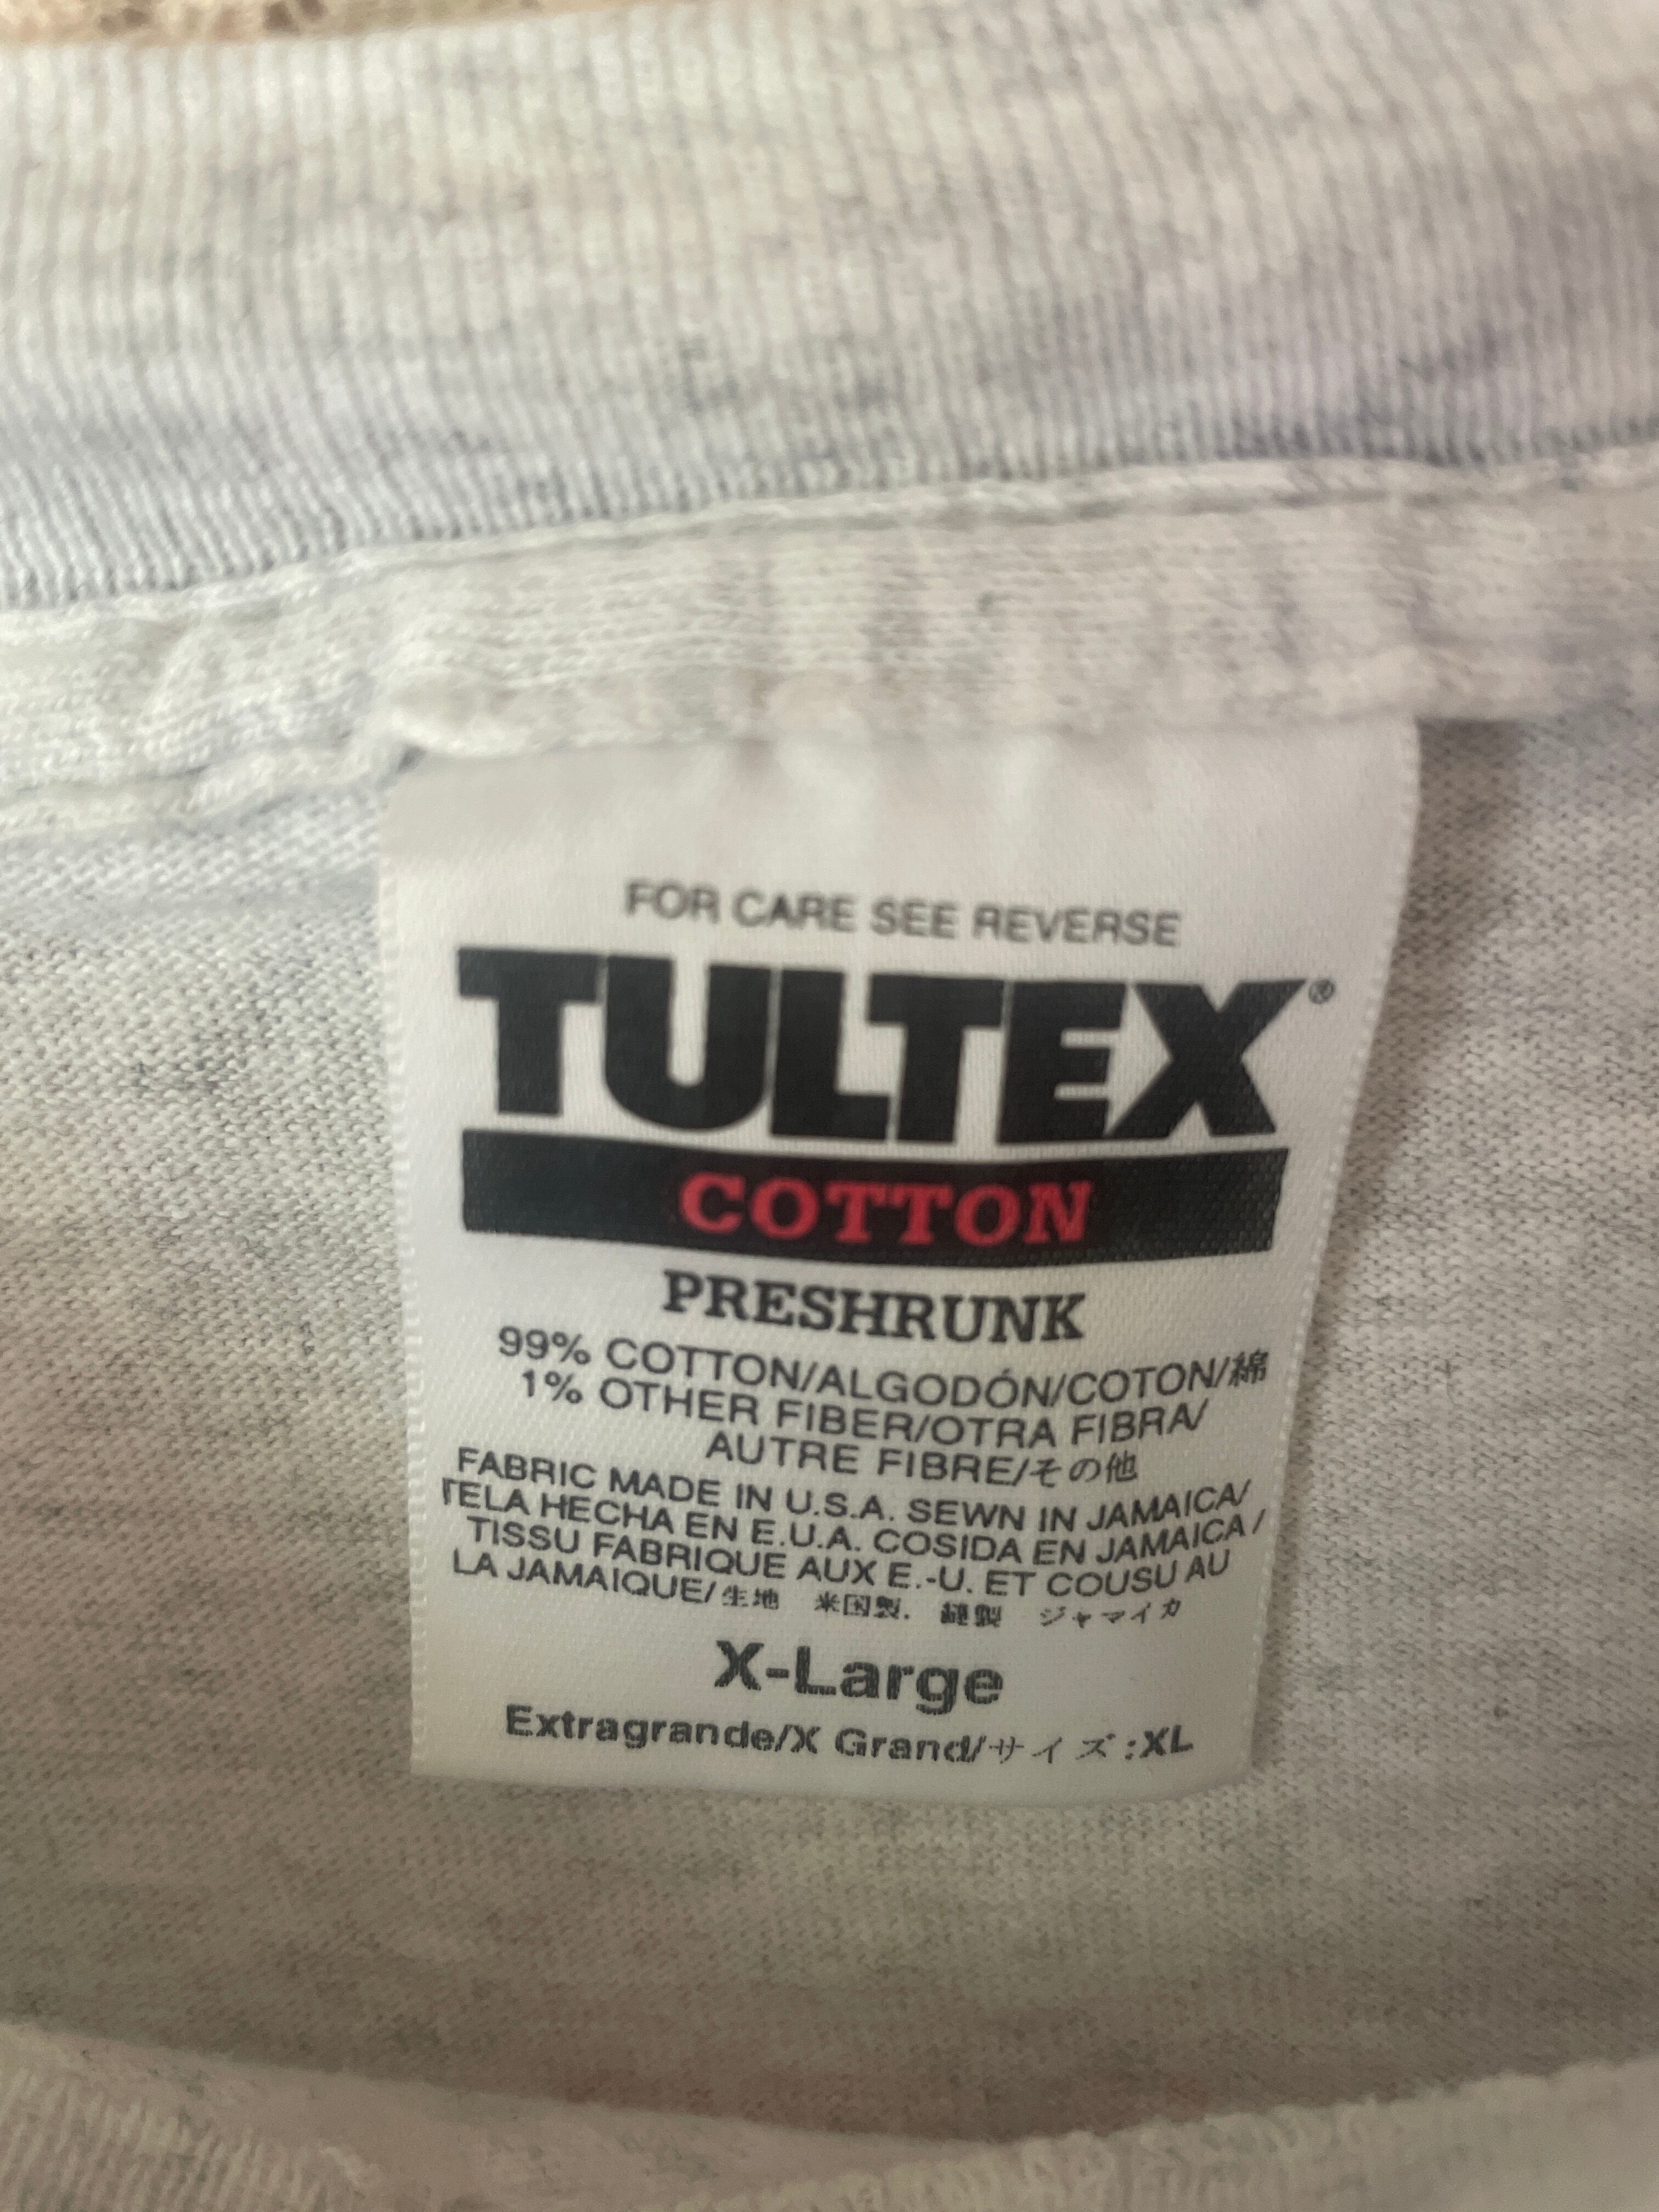 FOR CARE SEE REVERSE
TULTEX®
COTTON
PRESHRUNK
99% COTTON/ALGODÓN/COTON/綿
1% OTHER FIBER/OTRA FIBRA/
AUTRE FIBRE/その他
FABRIC MADE IN U.S.A. SEWN IN JAMAICA/
TELA HECHA EN E.U.A. COSIDA EN JAMAICA/
TISSU FABRIQUE AUX E.-U. ET COUSU AU
LA JAMAIQUE/生地 米国製. 縫製 ジャマイカ
X-Large
Extragrande/X Grand/サイズ:XL